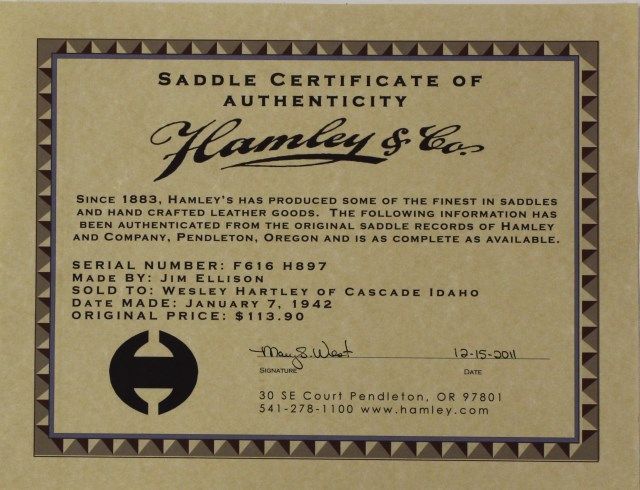 SADDLE CERTIFICATE OF
AUTHENTICITY
Hamley & Co.
SINCE 1883, HAMLEY'S HAS PRODUCED SOME OF THE FINEST IN SADDLES
AND HAND CRAFTED LEATHER GOODS. THE FOLLOWING INFORMATION HAS
BEEN AUTHENTICATED FROM THE ORIGINAL SADDLE RECORDS OF HAMLEY
AND COMPANY, PENDLETON, OREGON AND IS AS COMPLETE AS AVAILABLE.
SERIAL NUMBER: F616 H897
MADE BY: JIM ELLISON
SOLD TO: WESLEY HARTLEY OF CASCADE IDAHO
DATE MADE: JANUARY 7, 1942
ORIGINAL PRICE: $113.90
H
Mary S. West 12-15-2011
SIGNATURE DATE
30 SE Court Pendleton, OR 97801
541-278-1100 www.hamley.com